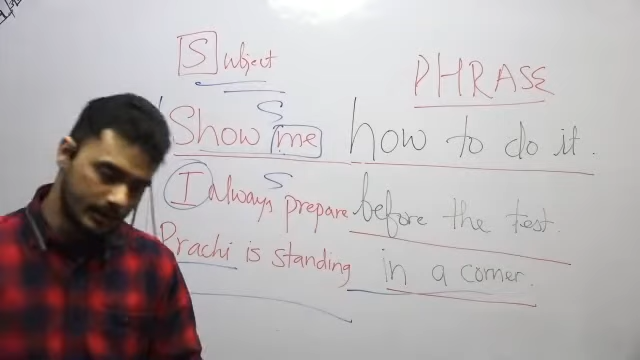 Subject
PHRASE
S
Show me how to do it.
S
I always prepare before the test.
Prachi is standing in a corner.